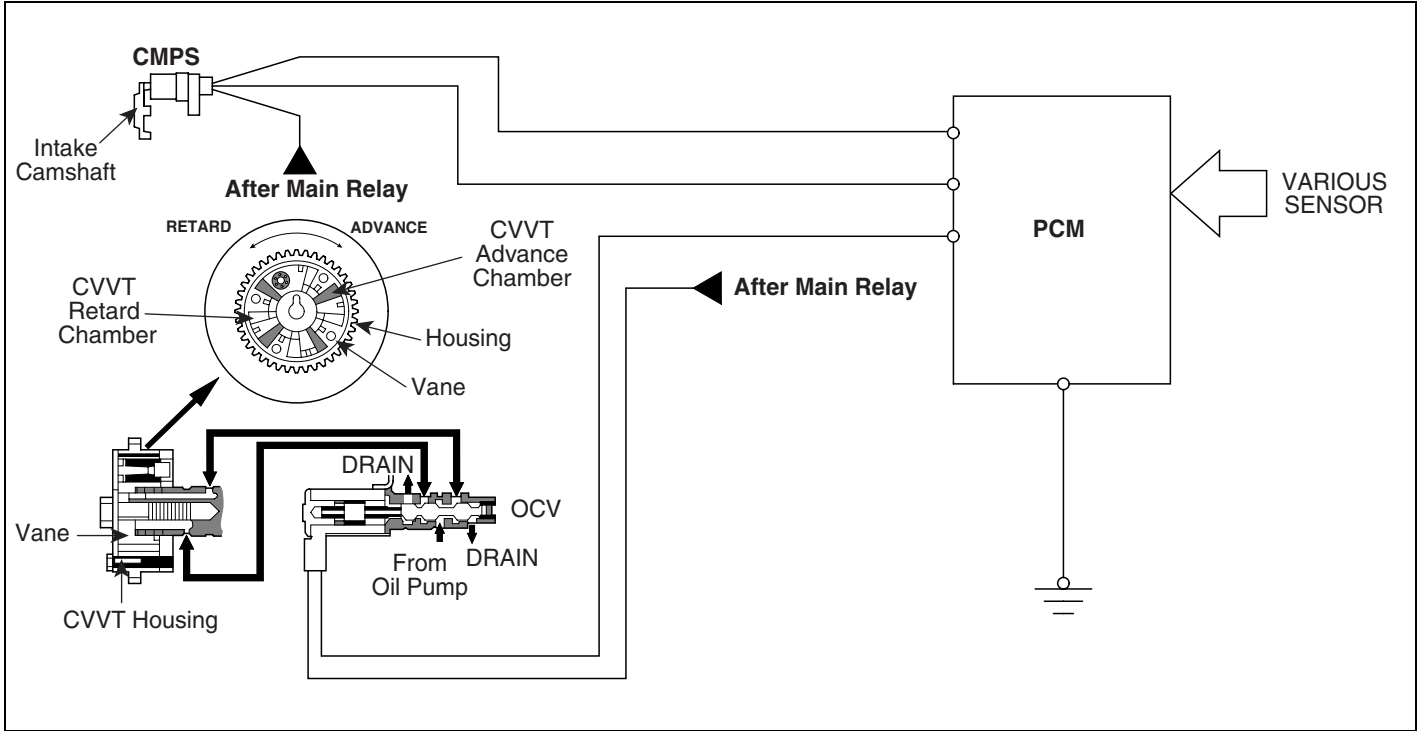 CMPS
Intake
Camshaft
After Main Relay
RETARD
ADVANCE
CVVT
Advance
Chamber
CVVT
Retard
Chamber
Housing
Vane
After Main Relay
PCM
VARIOUS
SENSOR
DRAIN
OCV
Vane
From
Oil Pump
DRAIN
CVVT Housing